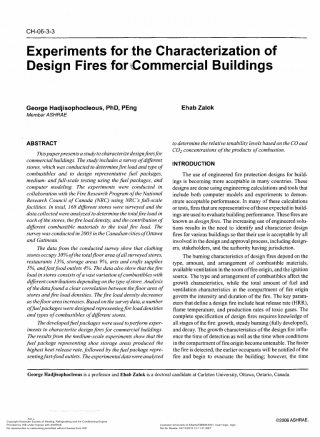 CH-06-3-3
Experiments for the Characterization of
Design Fires for Commercial Buildings
George Hadjisophocleous, PhD, PEng
Member ASHRAE
Ehab Zalok
ABSTRACT
This paper presents a study to characterize design fires for
commercial buildings. The study includes a survey of different
stores, which was conducted to determine fire load and type of
combustibles and to design representative fuel packages,
medium- and full-scale testing using the fuel packages, and
computer modeling. The experiments were conducted in
collaboration with the Fire Research Program of the National
Research Council of Canada (NRC) using NRC's full-scale
facilities. In total, 168 different stores were surveyed and the
data collected were analyzed to determine the total fire load in
each of the stores, the fire load density, and the contribution of
different combustible materials to the total fire load. The
survey was conducted in 2003 in the Canadian cities of Ottawa
and Gatineau.
The data from the conducted survey show that clothing
stores occupy 30% of the total floor area of all surveyed stores,
restaurants 13%, storage areas 9%, arts and crafts supplies
5%, and fast food outlets 4%. The data also show that the fire
load in stores consists of a vast variation of combustibles with
different contributions depending on the type of store. Analysis
of the data found a clear correlation between the floor area of
stores and fire load densities. The fire load density decreases
as the floor area increases. Based on the survey data, a number
of fuel packages were designed representing fire load densities
and types of combustibles of different stores.
The developed fuel packages were used to perform exper-
iments to characterize design fires for commercial buildings.
The results from the medium-scale experiments show that the
fuel package representing shoe storage areas produced the
highest heat release rate, followed by the fuel package repre-
senting fast-food outlets. The experimental data were analyzed
to determine the relative toxicity levels based on the CO and
CO2 concentrations of the products of combustion.
INTRODUCTION
The use of engineered fire protection designs for build-
ings is becoming more acceptable in many countries. These
designs are done using engineering calculations and tools that
include both computer models and experiments to demon-
strate acceptable performance. In many of these calculations
or tests, fires that are representative of those expected in build-
ings are used to evaluate building performance. These fires are
known as design fires. The increasing use of engineered solu-
tions results in the need to identify and characterize design
fires for various buildings so that their use is acceptable by all
involved in the design and approval process, including design-
ers, stakeholders, and the authority having jurisdiction.
The burning characteristics of design fires depend on the
type, amount, and arrangement of combustible materials,
available ventilation in the room of fire origin, and the ignition
source. The type and arrangement of combustibles affect the
growth characteristics, while the total amount of fuel and
ventilation characteristics in the compartment of fire origin
govern the intensity and duration of the fire. The key param-
eters that define a design fire include heat release rate (HRR),
flame temperature, and production rates of toxic gases. The
complete specification of design fires requires knowledge of
all stages of the fire: growth, steady burning (fully developed),
and decay. The growth characteristics of the design fire influ-
ence the time of detection as well as the time when conditions
in the compartment of origin become untenable. The faster
the fire is detected, the earlier occupants will be notified of the
fire and begin to evacuate the building; however, the time
George Hadjisophocleous is a professor and Ehab Zalok is a doctoral candidate at Carleton University, Ottawa, Ontario, Canada.
©2006 ASHRAE.